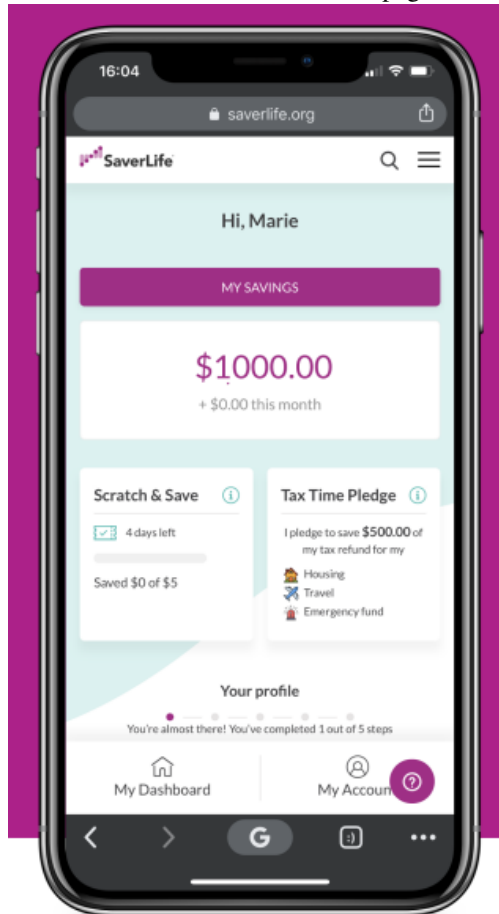 page
16:04
saverlife.org
SaverLife
Hi, Marie
MY SAVINGS
$1000.00
+ $0.00 this month
Scratch & Save
4 days left
Saved $0 of $5
Tax Time Pledge
I pledge to save $500.00 of
my tax refund for my
Housing
Travel
Emergency fund
Your profile
You're almost there! You've completed 1 out of 5 steps
My Dashboard
My Accoun
G
:)